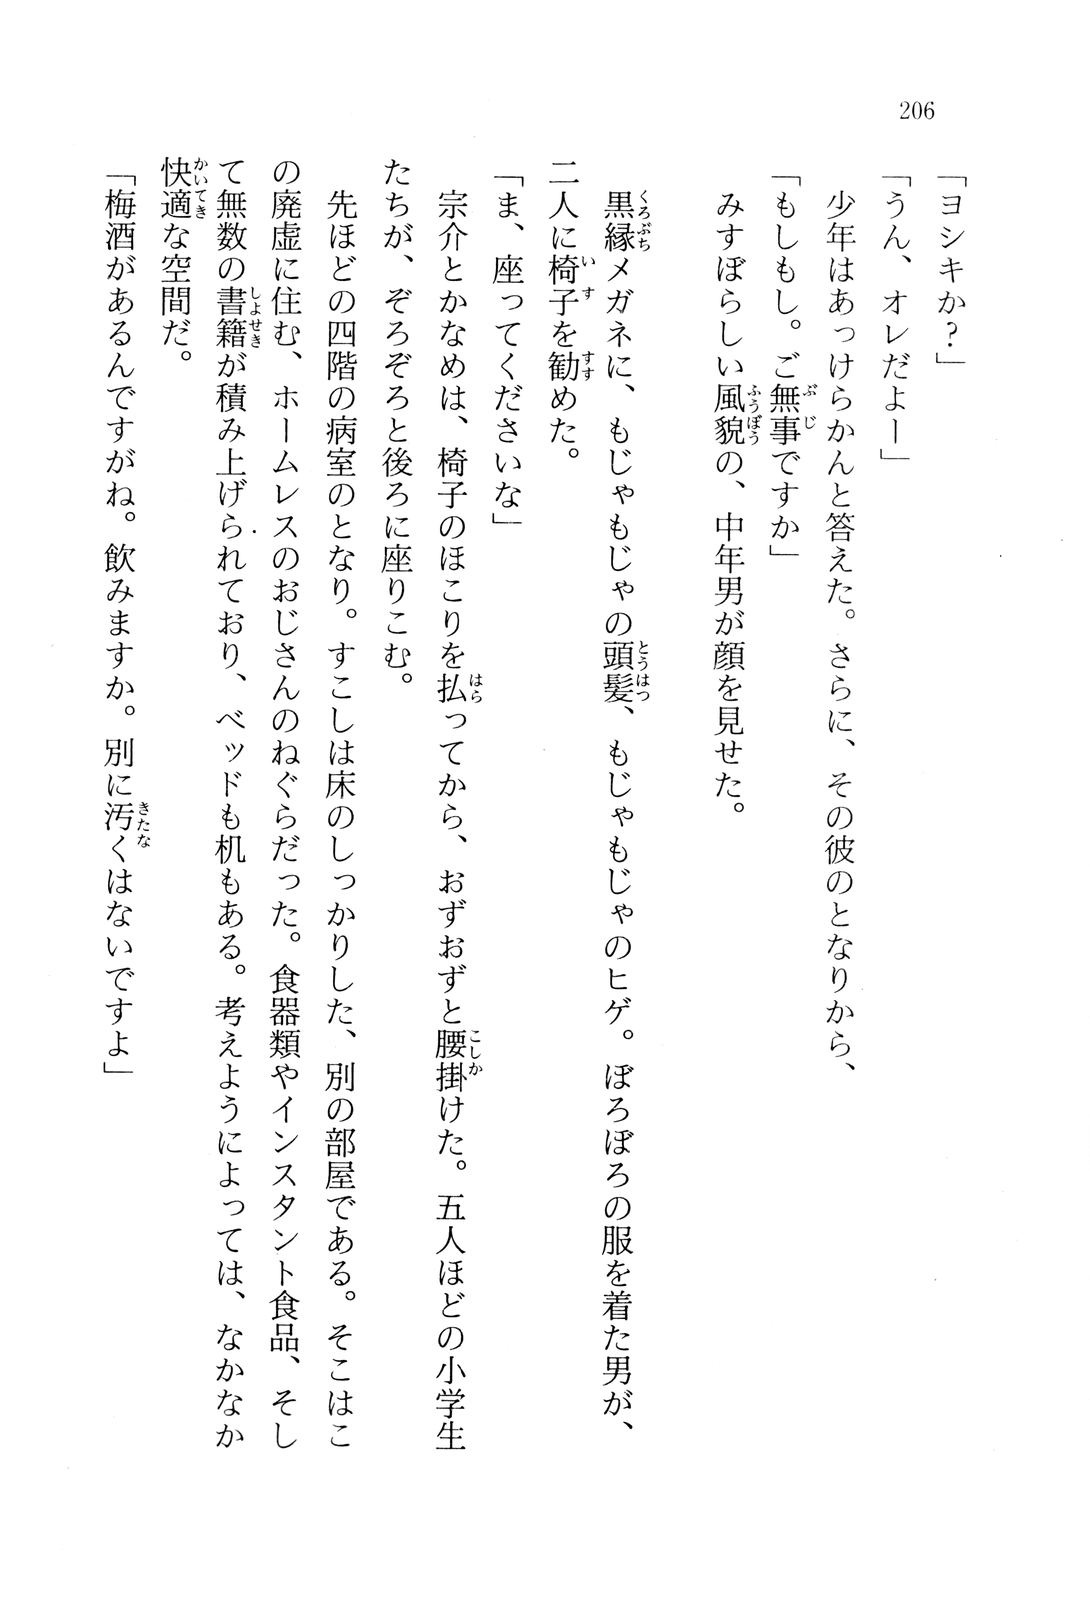 206
「ヨシキか?」
「うん、オレだよー」
少年はあっけらかんと答えた。さらに、その彼のとなりから、
「もしもし。ご無事ですか」
みすぼらしい風貌の、中年男が顔を見せた。
黒縁メガネに、もじゃもじゃの頭髪、もじゃもじゃのヒゲ。ぼろぼろの服を着た男が、
二人に椅子を勧めた。
「ま、座ってくださいな」
宗介とかなめは、椅子のほこりを払ってから、おずおずと腰掛けた。五人ほどの小学生
たちが、ぞろぞろと後ろに座りこむ。
先ほどの四階の病室のとなり。すこしは床のしっかりした、別の部屋である。そこはこ
の廃虚に住む、ホームレスのおじさんのねぐらだった。食器類やインスタント食品、そし
て無数の書籍が積み上げられており、ベッドも机もある。考えようによっては、なかなか
快適な空間だ。
「梅酒があるんですがね。飲みますか。別に汚くはないですよ」